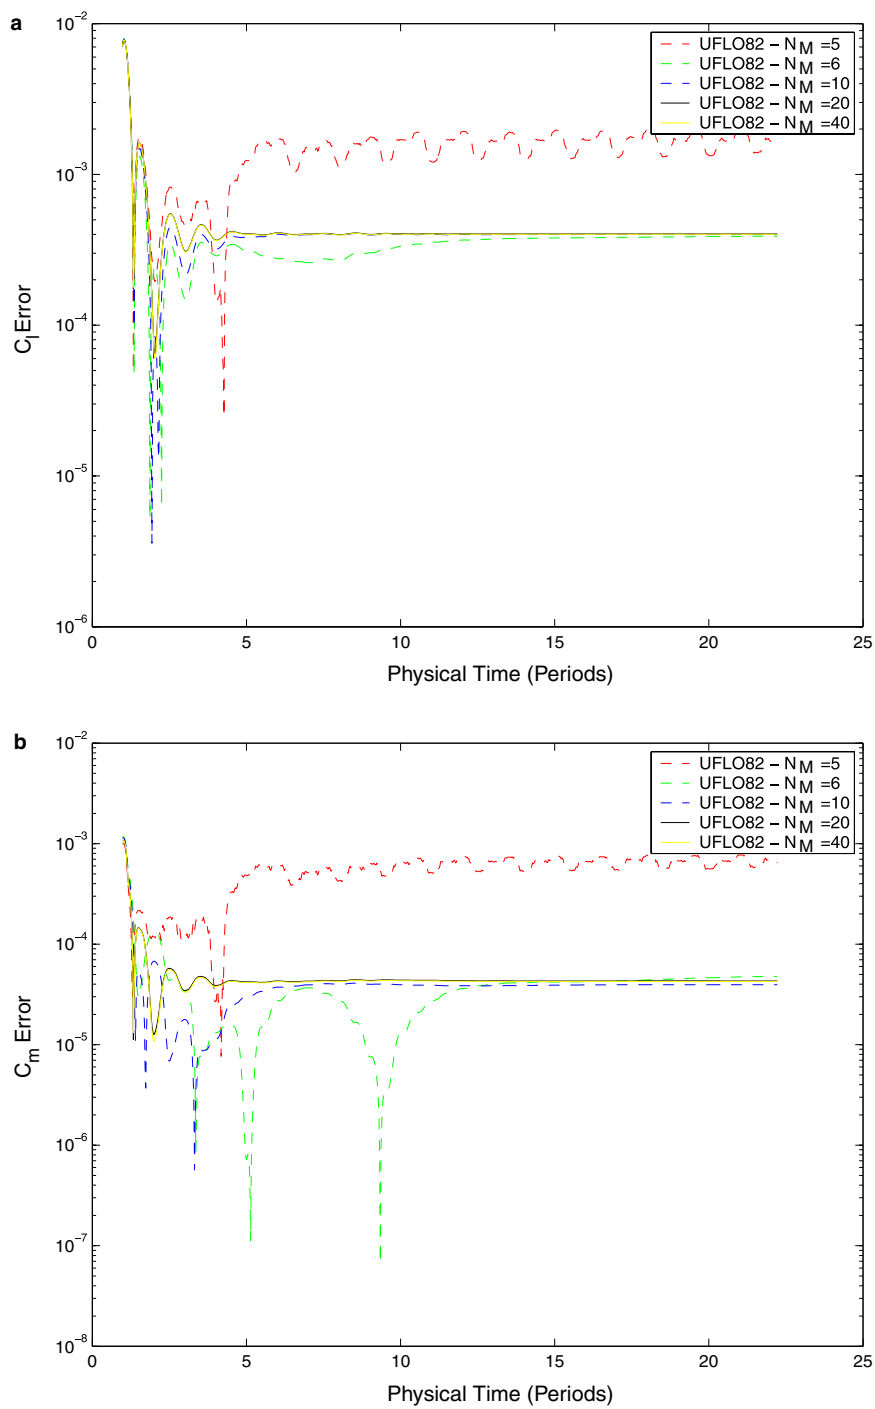 a
10−2
10−3
10−4
10−5
10−6
C_l Error
0 5 10 15 20 25
Physical Time (Periods)
UFLO82 − N_M =5
UFLO82 − N_M =6
UFLO82 − N_M =10
UFLO82 − N_M =20
UFLO82 − N_M =40
b
10−2
10−3
10−4
10−5
10−6
10−7
10−8
C_m Error
0 5 10 15 20 25
Physical Time (Periods)
UFLO82 − N_M =5
UFLO82 − N_M =6
UFLO82 − N_M =10
UFLO82 − N_M =20
UFLO82 − N_M =40